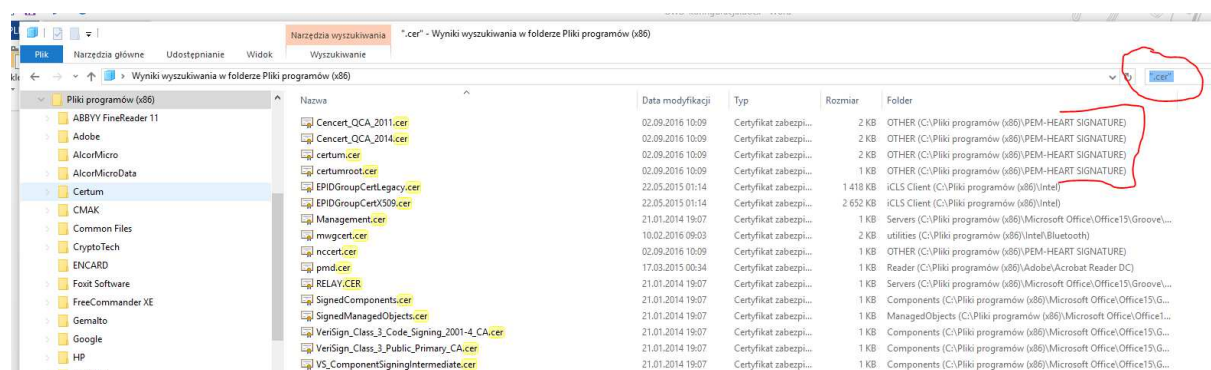 Narzędzia wyszukiwania
".cer" - Wyniki wyszukiwania w folderze Pliki programów (x86)
Plik Narzędzia główne Udostępnianie Widok Wyszukiwanie
Wyniki wyszukiwania w folderze Pliki programów (x86) ".cer"
Pliki programów (x86)
ABBYY FineReader 11
Adobe
AlcorMicro
AlcorMicroData
Certum
CMAK
Common Files
CryptoTech
ENCARD
Foxit Software
FreeCommander XE
Gemalto
Google
HP
Nazwa Data modyfikacji Typ Rozmiar Folder
Cencert_QCA_2011.cer 02.09.2016 10:09 Certyfikat zabezpi... 2 KB OTHER (C:\Pliki programów (x86)\PEM-HEART SIGNATURE)
Cencert_QCA_2014.cer 02.09.2016 10:09 Certyfikat zabezpi... 2 KB OTHER (C:\Pliki programów (x86)\PEM-HEART SIGNATURE)
certum.cer 02.09.2016 10:09 Certyfikat zabezpi... 2 KB OTHER (C:\Pliki programów (x86)\PEM-HEART SIGNATURE)
certumroot.cer 02.09.2016 10:09 Certyfikat zabezpi... 1 KB OTHER (C:\Pliki programów (x86)\PEM-HEART SIGNATURE)
EPIDGroupCertLegacy.cer 22.05.2015 01:14 Certyfikat zabezpi... 1 418 KB iCLS Client (C:\Pliki programów (x86)\Intel)
EPIDGroupCertX509.cer 22.05.2015 01:14 Certyfikat zabezpi... 2 652 KB iCLS Client (C:\Pliki programów (x86)\Intel)
Management.cer 21.01.2014 19:07 Certyfikat zabezpi... 1 KB Servers (C:\Pliki programów (x86)\Microsoft Office\Office15\Groove\...
mwgcert.cer 10.02.2016 09:03 Certyfikat zabezpi... 2 KB utilities (C:\Pliki programów (x86)\Intel\Bluetooth)
nccert.cer 02.09.2016 10:09 Certyfikat zabezpi... 1 KB OTHER (C:\Pliki programów (x86)\PEM-HEART SIGNATURE)
pmd.cer 17.03.2015 00:34 Certyfikat zabezpi... 1 KB Reader (C:\Pliki programów (x86)\Adobe\Acrobat Reader DC)
RELAY.CER 21.01.2014 19:07 Certyfikat zabezpi... 1 KB Servers (C:\Pliki programów (x86)\Microsoft Office\Office15\Groove\...
SignedComponents.cer 21.01.2014 19:07 Certyfikat zabezpi... 1 KB Components (C:\Pliki programów (x86)\Microsoft Office\Office15\G...
SignedManagedObjects.cer 21.01.2014 19:07 Certyfikat zabezpi... 1 KB ManagedObjects (C:\Pliki programów (x86)\Microsoft Office\Office1...
VeriSign_Class_3_Code_Signing_2001-4_CA.cer 21.01.2014 19:07 Certyfikat zabezpi... 1 KB Components (C:\Pliki programów (x86)\Microsoft Office\Office15\G...
VeriSign_Class_3_Public_Primary_CA.cer 21.01.2014 19:07 Certyfikat zabezpi... 1 KB Components (C:\Pliki programów (x86)\Microsoft Office\Office15\G...
VS_ComponentSigningIntermediate.cer 21.01.2014 19:07 Certyfikat zabezpi... 1 KB Components (C:\Pliki programów (x86)\Microsoft Office\Office15\G...